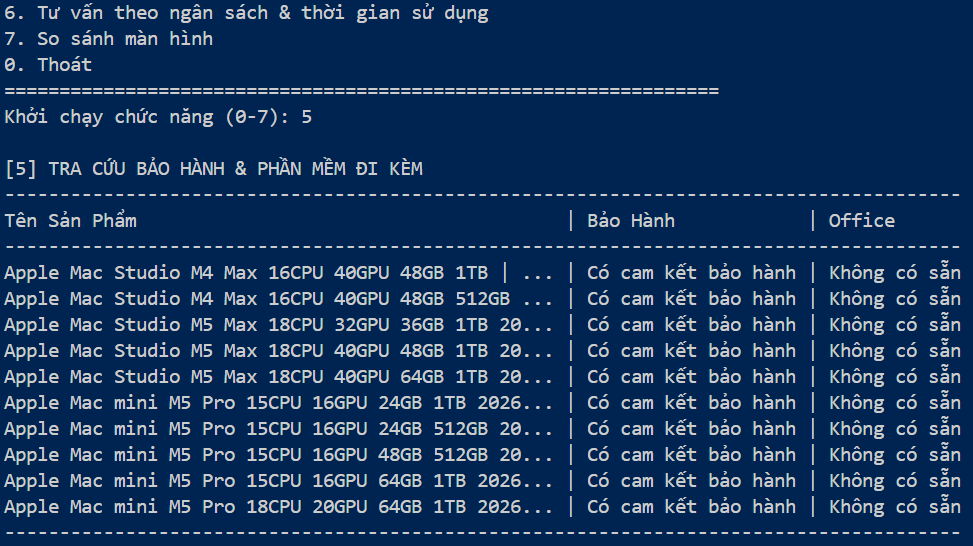 6. Tư vấn theo ngân sách & thời gian sử dụng
7. So sánh màn hình
0. Thoát
=================================================================
Khởi chạy chức năng (0-7): 5
[5] TRA CỨU BẢO HÀNH & PHẦN MỀM ĐI KÈM
---------------------------------------------------------------------------------------
Tên Sản Phẩm | Bảo Hành | Office
---------------------------------------------------------------------------------------
Apple Mac Studio M4 Max 16CPU 40GPU 48GB 1TB | ... | Có cam kết bảo hành | Không có sẵn
Apple Mac Studio M4 Max 16CPU 40GPU 48GB 512GB ... | Có cam kết bảo hành | Không có sẵn
Apple Mac Studio M5 Max 18CPU 32GPU 36GB 1TB 20... | Có cam kết bảo hành | Không có sẵn
Apple Mac Studio M5 Max 18CPU 40GPU 48GB 1TB 20... | Có cam kết bảo hành | Không có sẵn
Apple Mac Studio M5 Max 18CPU 40GPU 64GB 1TB 20... | Có cam kết bảo hành | Không có sẵn
Apple Mac mini M5 Pro 15CPU 16GPU 24GB 1TB 2026... | Có cam kết bảo hành | Không có sẵn
Apple Mac mini M5 Pro 15CPU 16GPU 24GB 512GB 20... | Có cam kết bảo hành | Không có sẵn
Apple Mac mini M5 Pro 15CPU 16GPU 48GB 512GB 20... | Có cam kết bảo hành | Không có sẵn
Apple Mac mini M5 Pro 15CPU 16GPU 64GB 1TB 2026... | Có cam kết bảo hành | Không có sẵn
Apple Mac mini M5 Pro 18CPU 20GPU 64GB 1TB 2026... | Có cam kết bảo hành | Không có sẵn
---------------------------------------------------------------------------------------